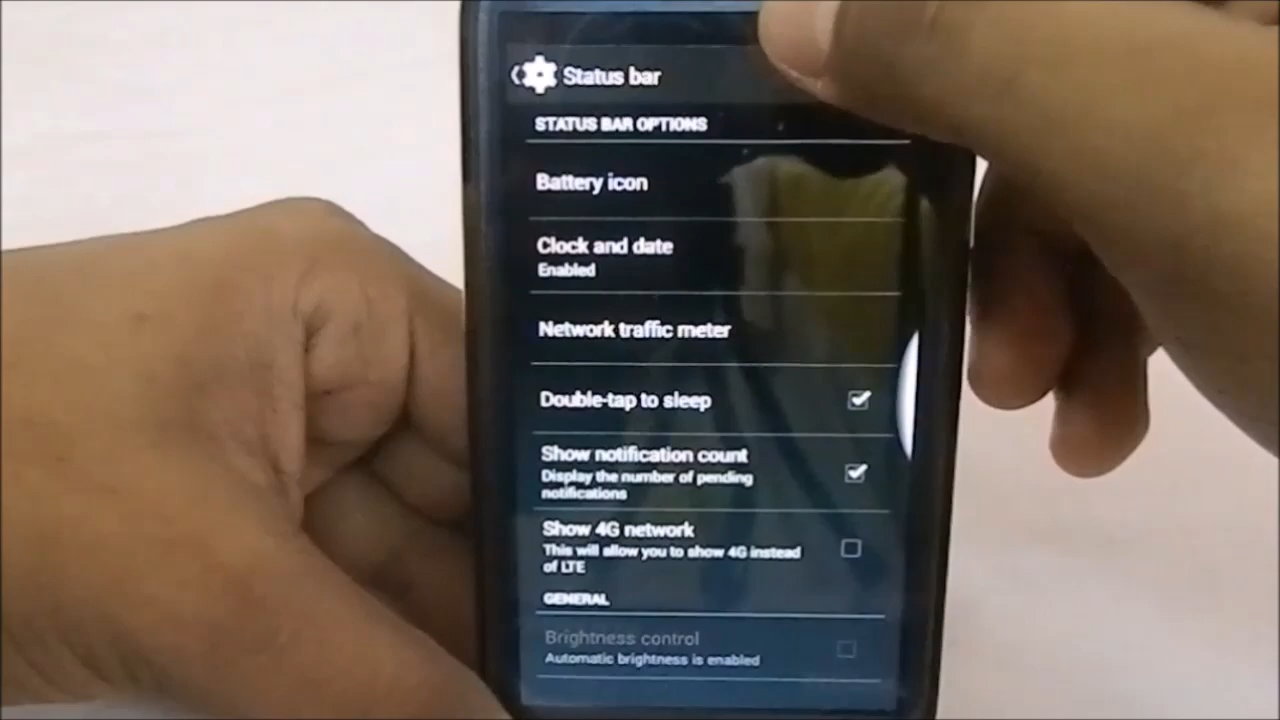 Status bar
STATUS BAR OPTIONS
Battery icon
Clock and date
Enabled
Network traffic meter
Double-tap to sleep
Show notification count
Display the number of pending
notifications
Show 4G network
This will allow you to show 4G instead
of LTE
GENERAL
Brightness control
Automatic brightness is enabled